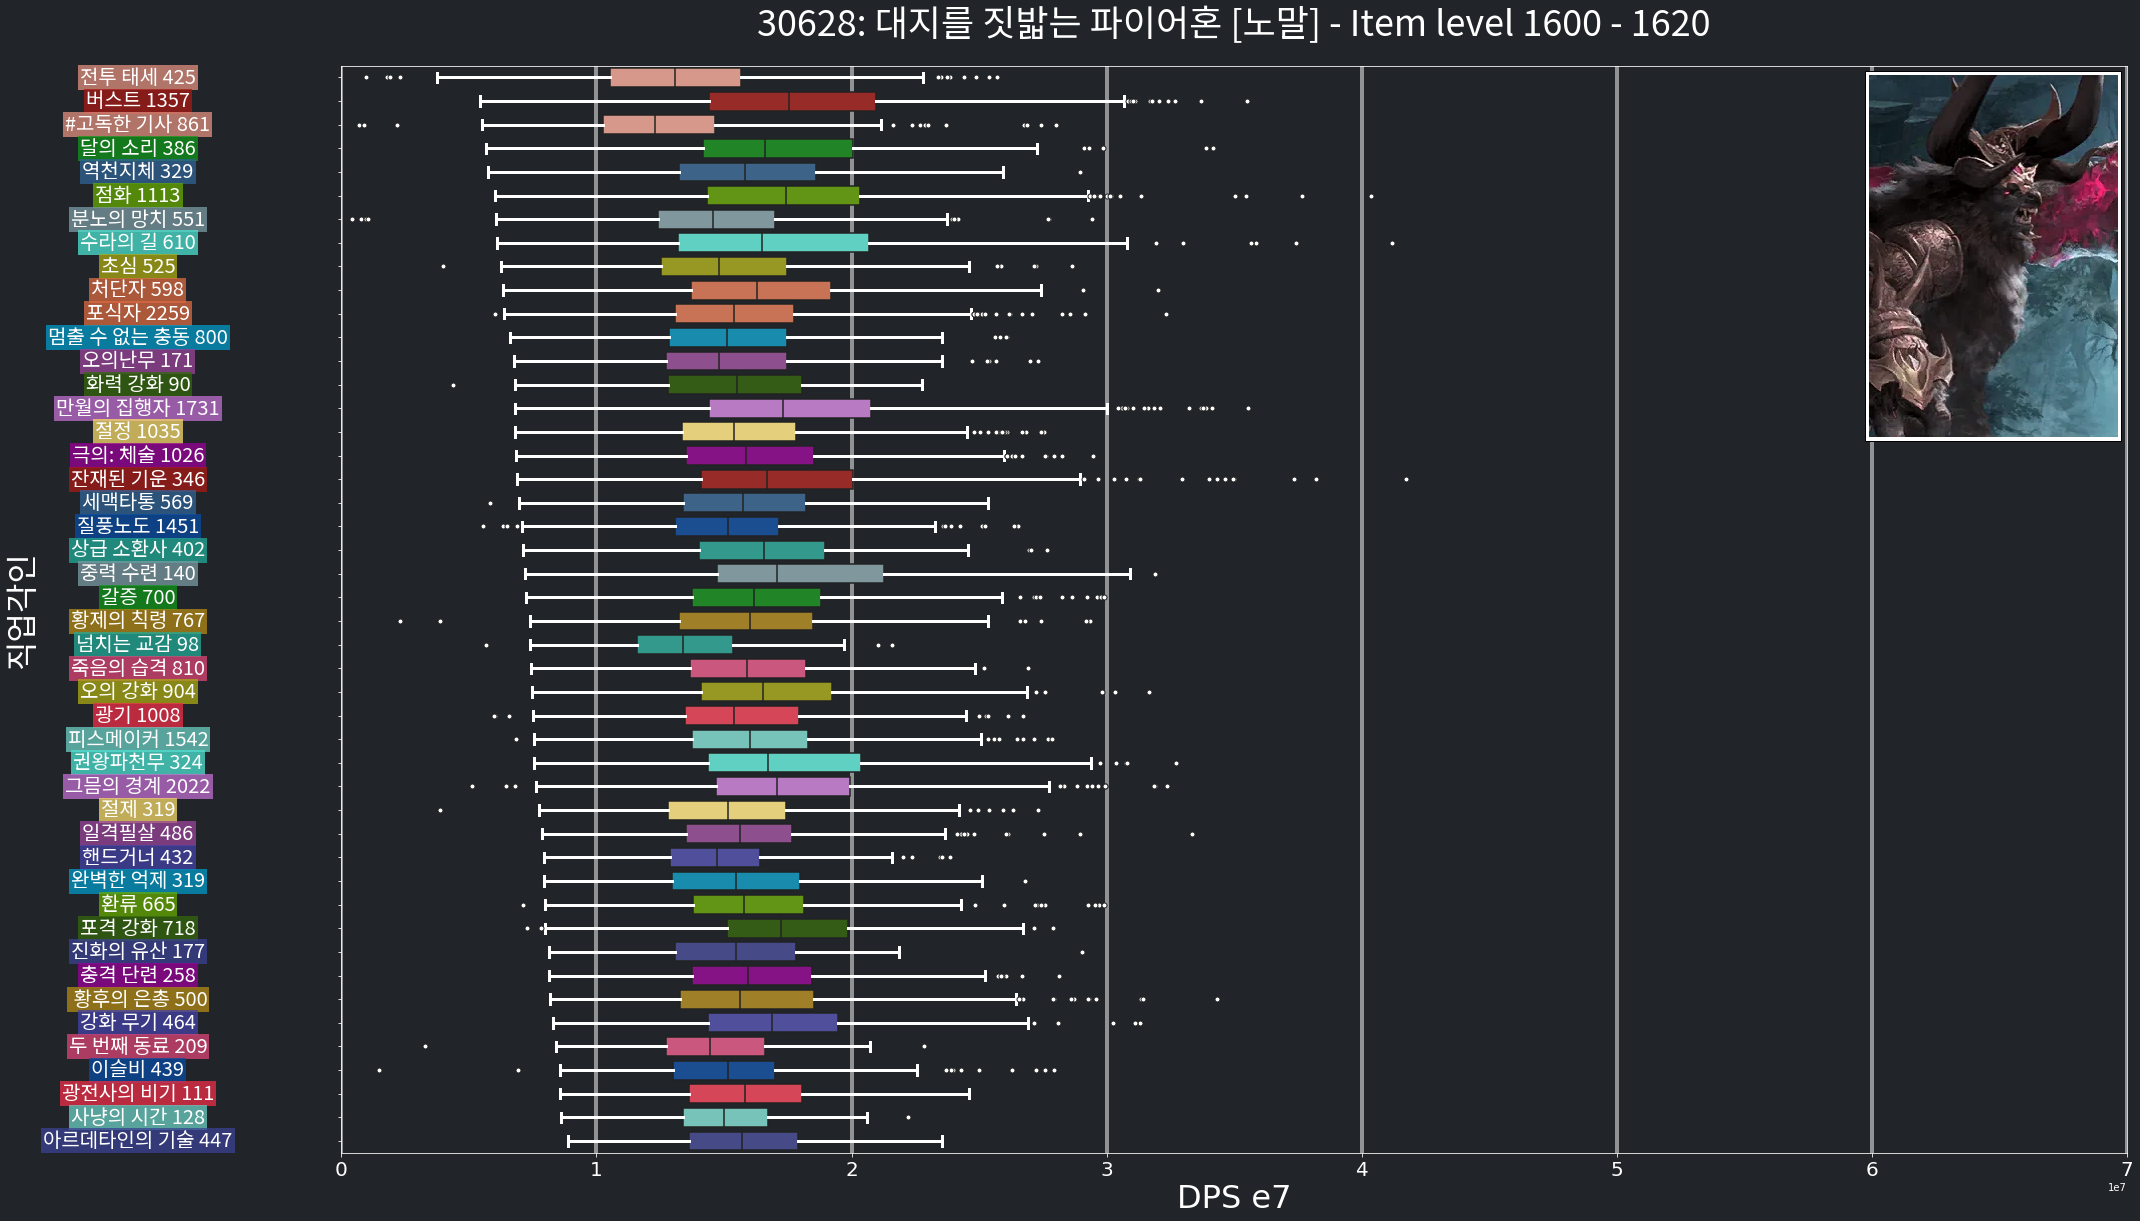 30628: 대지를 짓밟는 파이어혼 [노말] - Item level 1600 - 1620
직업각인
전투 태세 425
버스트 1357
#고독한 기사 861
달의 소리 386
역천지체 329
점화 1113
분노의 망치 551
수라의 길 610
초심 525
처단자 598
포식자 2259
멈출 수 없는 충동 800
오의난무 171
화력 강화 90
만월의 집행자 1731
절정 1035
극의: 체술 1026
잔재된 기운 346
세맥타통 569
질풍노도 1451
상급 소환사 402
중력 수련 140
갈증 700
황제의 칙령 767
넘치는 교감 98
죽음의 습격 810
오의 강화 904
광기 1008
피스메이커 1542
권왕파천무 324
그믐의 경계 2022
절제 319
일격필살 486
핸드거너 432
완벽한 억제 319
환류 665
포격 강화 718
진화의 유산 177
충격 단련 258
황후의 은총 500
강화 무기 464
두 번째 동료 209
이슬비 439
광전사의 비기 111
사냥의 시간 128
아르데타인의 기술 447
0 1 2 3 4 5 6 7
DPS e7
1e7